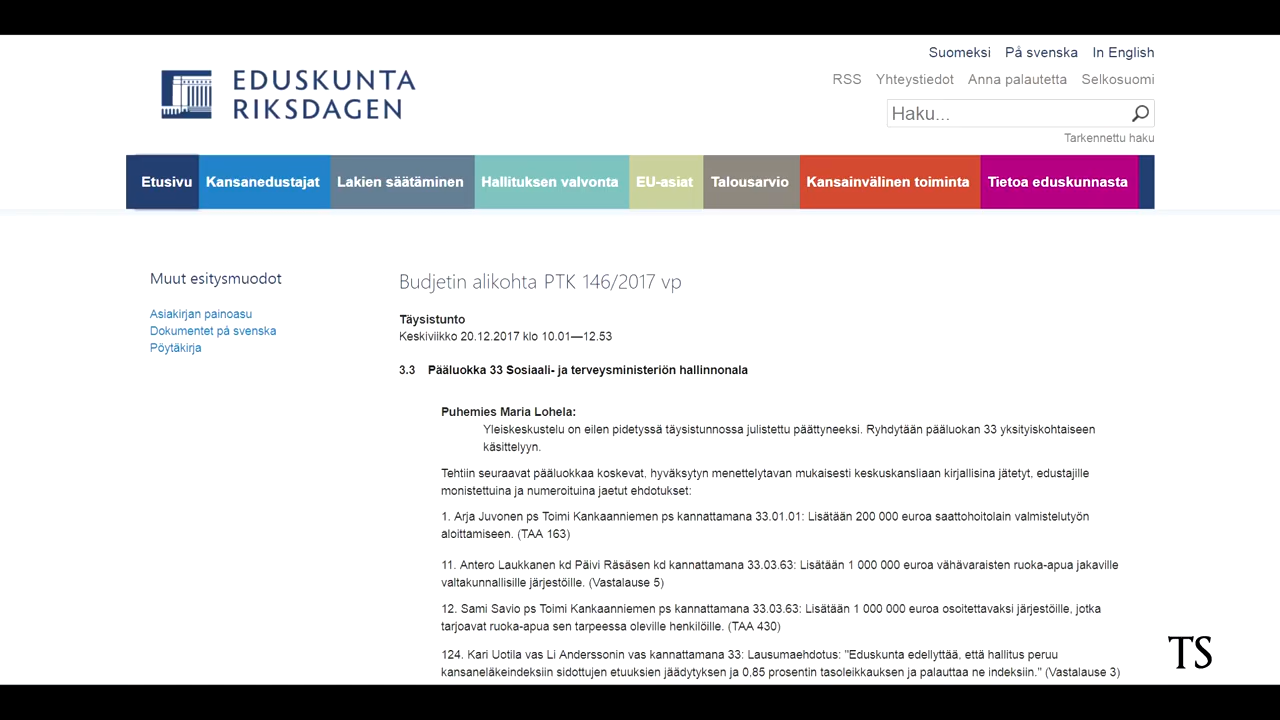 Suomeksi På svenska In English
RSS Yhteystiedot Anna palautetta Selkosuomi
EDUSKUNTA
RIKSDAGEN
Haku...
Tarkennettu haku
Etusivu Kansanedustajat Lakien säätäminen Hallituksen valvonta EU-asiat Talousarvio Kansainvälinen toiminta Tietoa eduskunnasta
Muut esitysmuodot
Asiakirjan painoasu
Dokumentet på svenska
Pöytäkirja
Budjetin alikohta PTK 146/2017 vp
Täysistunto
Keskiviikko 20.12.2017 klo 10.01—12.53
3.3 Pääluokka 33 Sosiaali- ja terveysministeriön hallinnonala
Puhemies Maria Lohela:
Yleiskeskustelu on eilen pidetyssä täysistunnossa julistettu päättyneeksi. Ryhdytään pääluokan 33 yksityiskohtaiseen
käsittelyyn.
Tehtiin seuraavat pääluokkaa koskevat, hyväksytyn menettelytavan mukaisesti keskuskansliaan kirjallisina jätetyt, edustajille
monistettuina ja numeroituina jaetut ehdotukset:
1. Arja Juvonen ps Toimi Kankaanniemen ps kannattamana 33.01.01: Lisätään 200 000 euroa saattohoitolain valmistelutyön
aloittamiseen. (TAA 163)
11. Antero Laukkanen kd Päivi Räsäsen kd kannattamana 33.03.63: Lisätään 1 000 000 euroa vähävaraisten ruoka-apua jakaville
valtakunnallisille järjestöille. (Vastalause 5)
12. Sami Savio ps Toimi Kankaanniemen ps kannattamana 33.03.63: Lisätään 1 000 000 euroa osoitettavaksi järjestöille, jotka
tarjoavat ruoka-apua sen tarpeessa oleville henkilöille. (TAA 430)
124. Kari Uotila vas Li Anderssonin vas kannattamana 33: Lausumaehdotus: "Eduskunta edellyttää, että hallitus peruu
kansaneläkeindeksiin sidottujen etuuksien jäädytyksen ja 0,85 prosentin tasoleikkauksen ja palauttaa ne indeksiin." (Vastalause 3)
TS